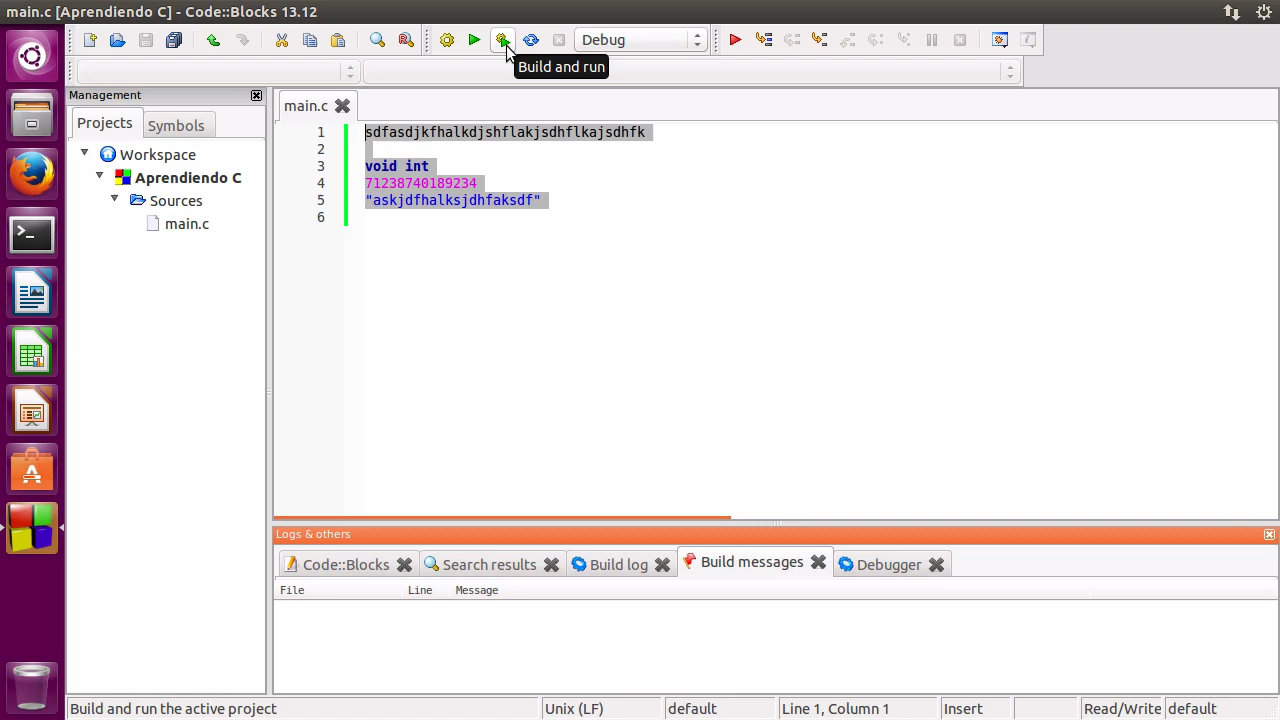 main.c [Aprendiendo C] - Code::Blocks 13.12
Debug
Build and run
Management
Projects
Symbols
Workspace
Aprendiendo C
Sources
main.c
main.c
1 sdfasdjkfhalkdjshflakjsdhflkajsdhfk
2
3 void int
4 71238740189234
5 "askjdfhalksjdhfaksdf"
6
Logs & others
Code::Blocks
Search results
Build log
Build messages
Debugger
File Line Message
Build and run the active project
Unix (LF)
default
Line 1, Column 1
Insert
Read/Write
default